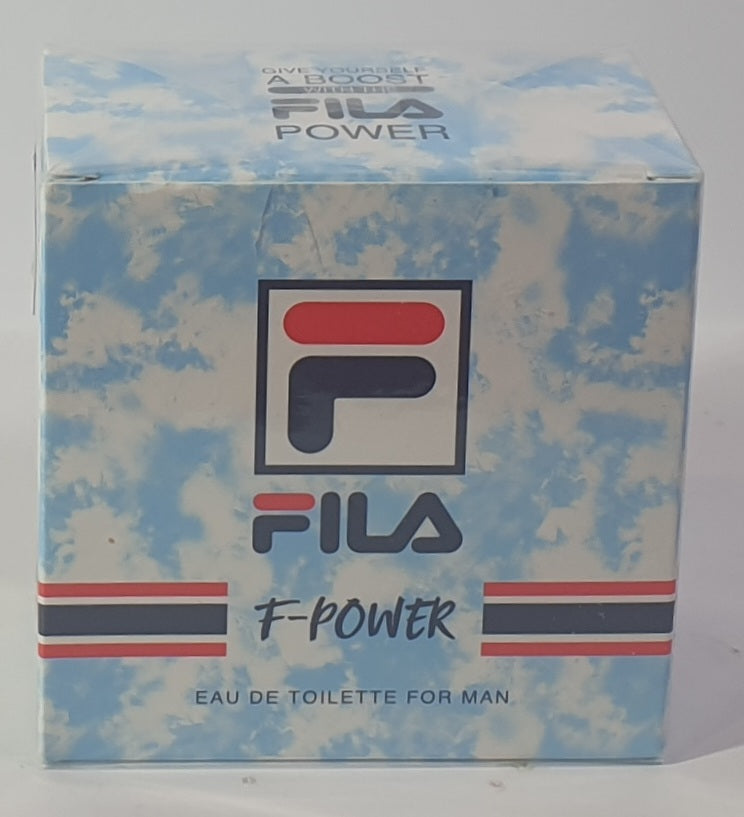 GIVE YOURSELF
A BOOST
WITH THE
FILA
POWER
F
FILA
F-POWER
EAU DE TOILETTE FOR MAN